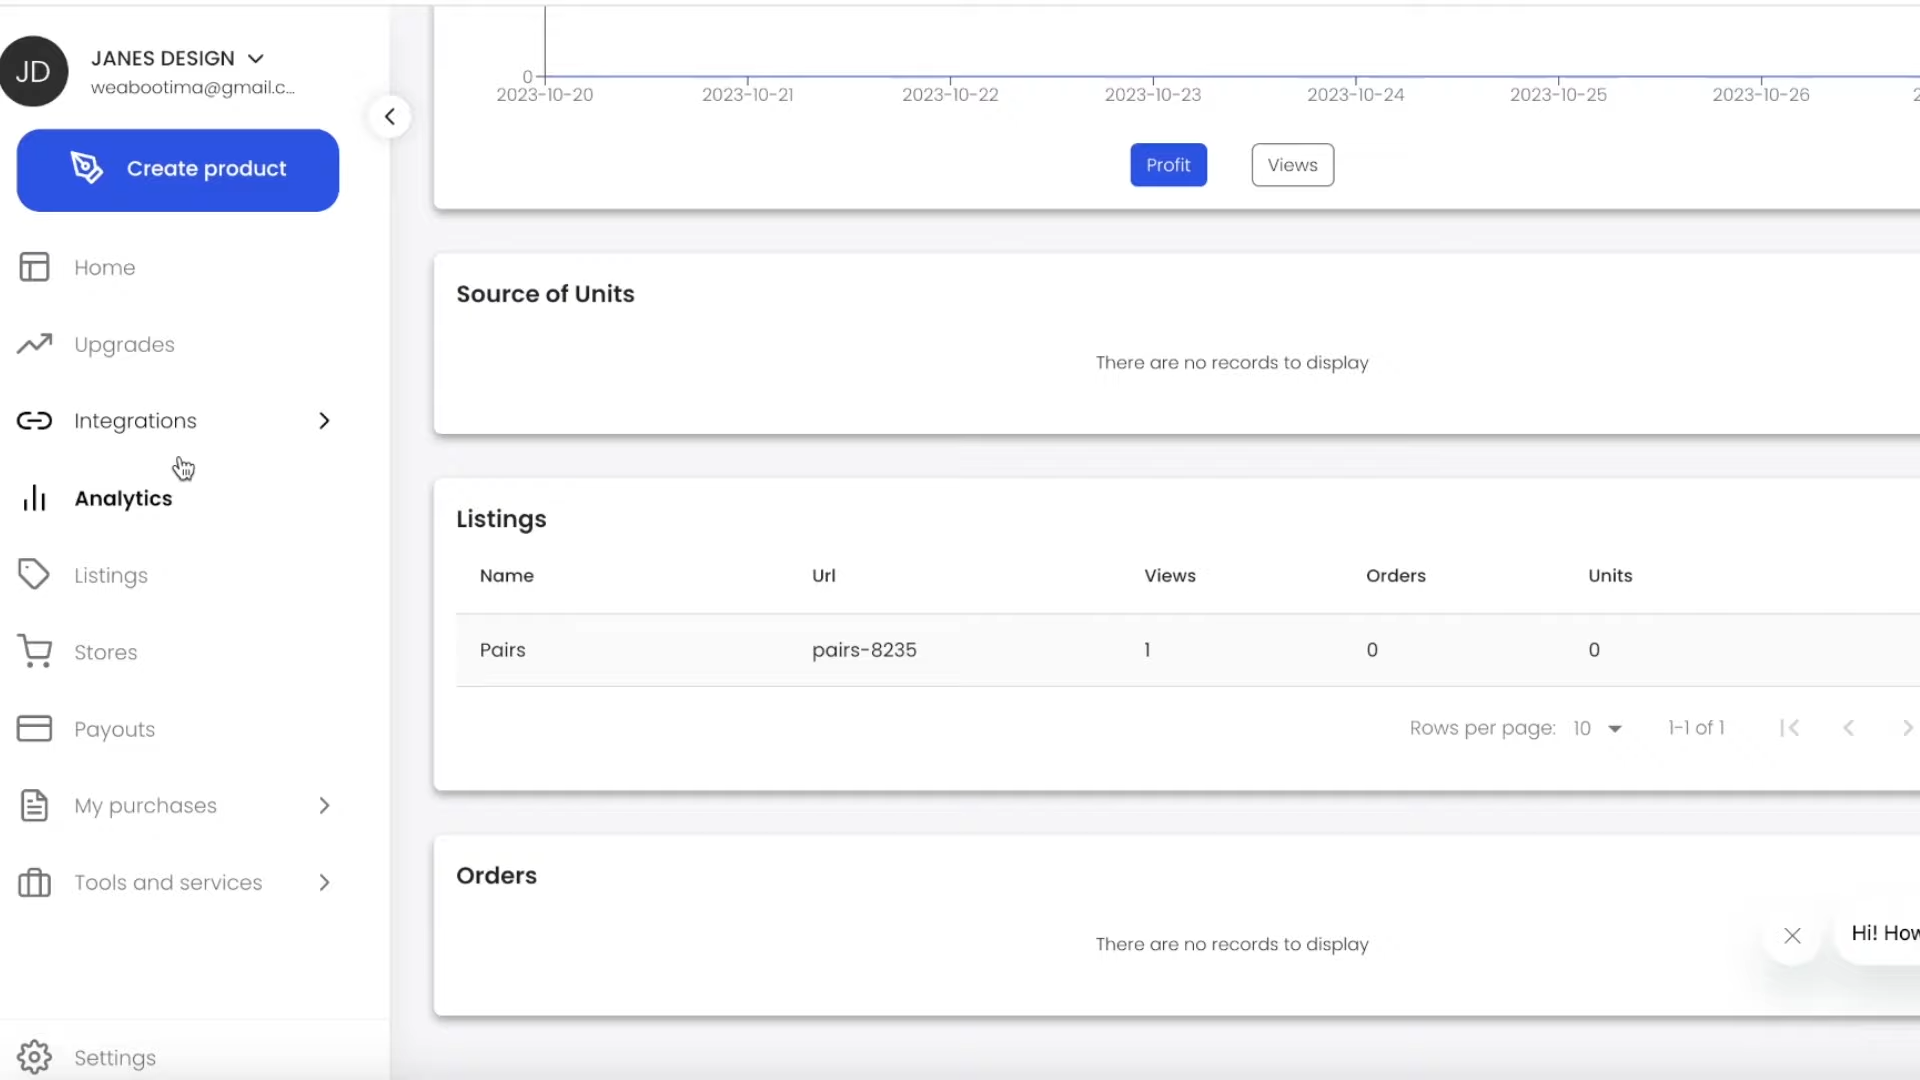 JD
JANES DESIGN
weabootima@gmail.c...
Create product
Home
Upgrades
Integrations
Analytics
Listings
Stores
Payouts
My purchases
Tools and services
Settings
0
2023-10-20 2023-10-21 2023-10-22 2023-10-23 2023-10-24 2023-10-25 2023-10-26
Profit Views
Source of Units
There are no records to display
Listings
Name Url Views Orders Units
Pairs pairs-8235 1 0 0
Rows per page: 10 1-1 of 1
Orders
There are no records to display
Hi! How